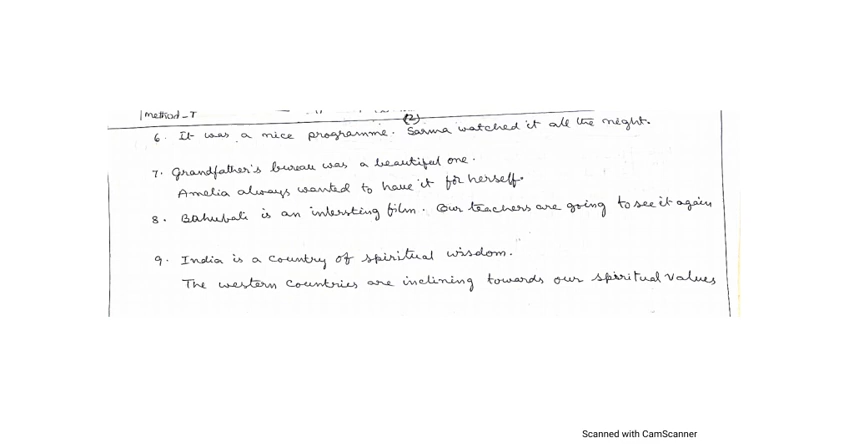 method-T
(2)
6. It was a nice programme. Sarma watched it all the night.
7. Grandfather's bureau was a beautiful one.
Amelia always wanted to have it for herself.
8. Bahubali is an intersting film. Our teachers are going to see it again
9. India is a country of spiritual wisdom.
The western countries are inclining towards our spiritual values
Scanned with CamScanner